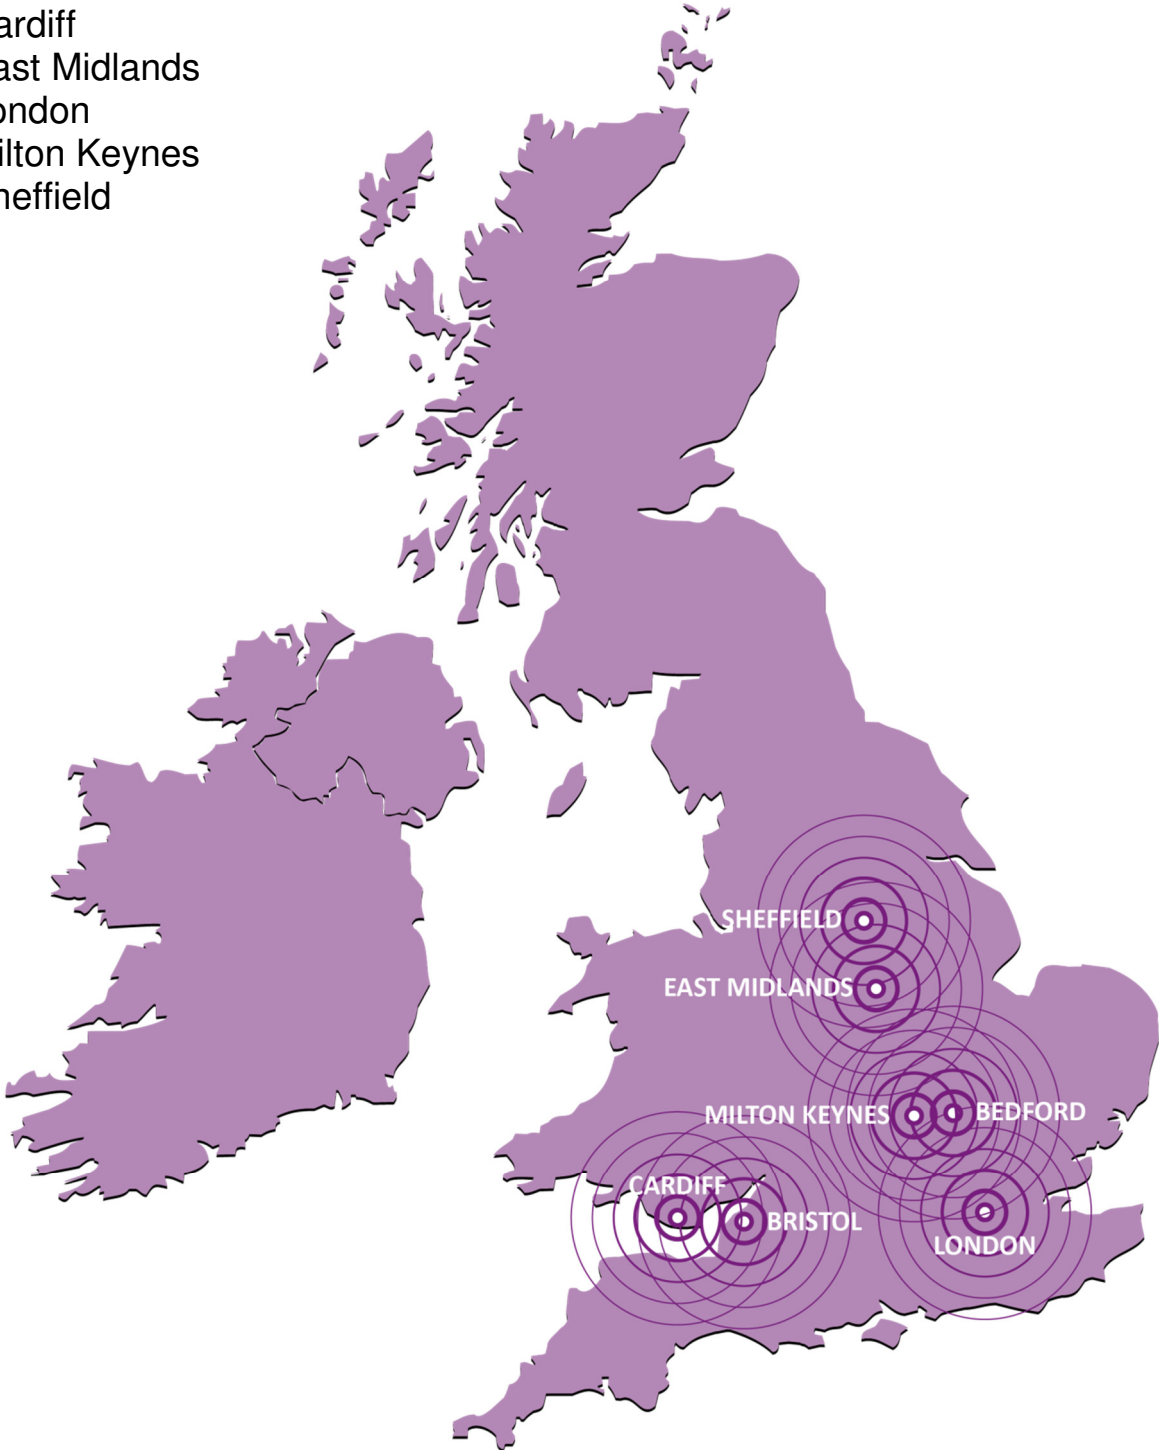 ardiff
ast Midlands
ondon
ilton Keynes
heffield
SHEFFIELD
EAST MIDLANDS
MILTON KEYNES
BEDFORD
CARDIFF
BRISTOL
LONDON